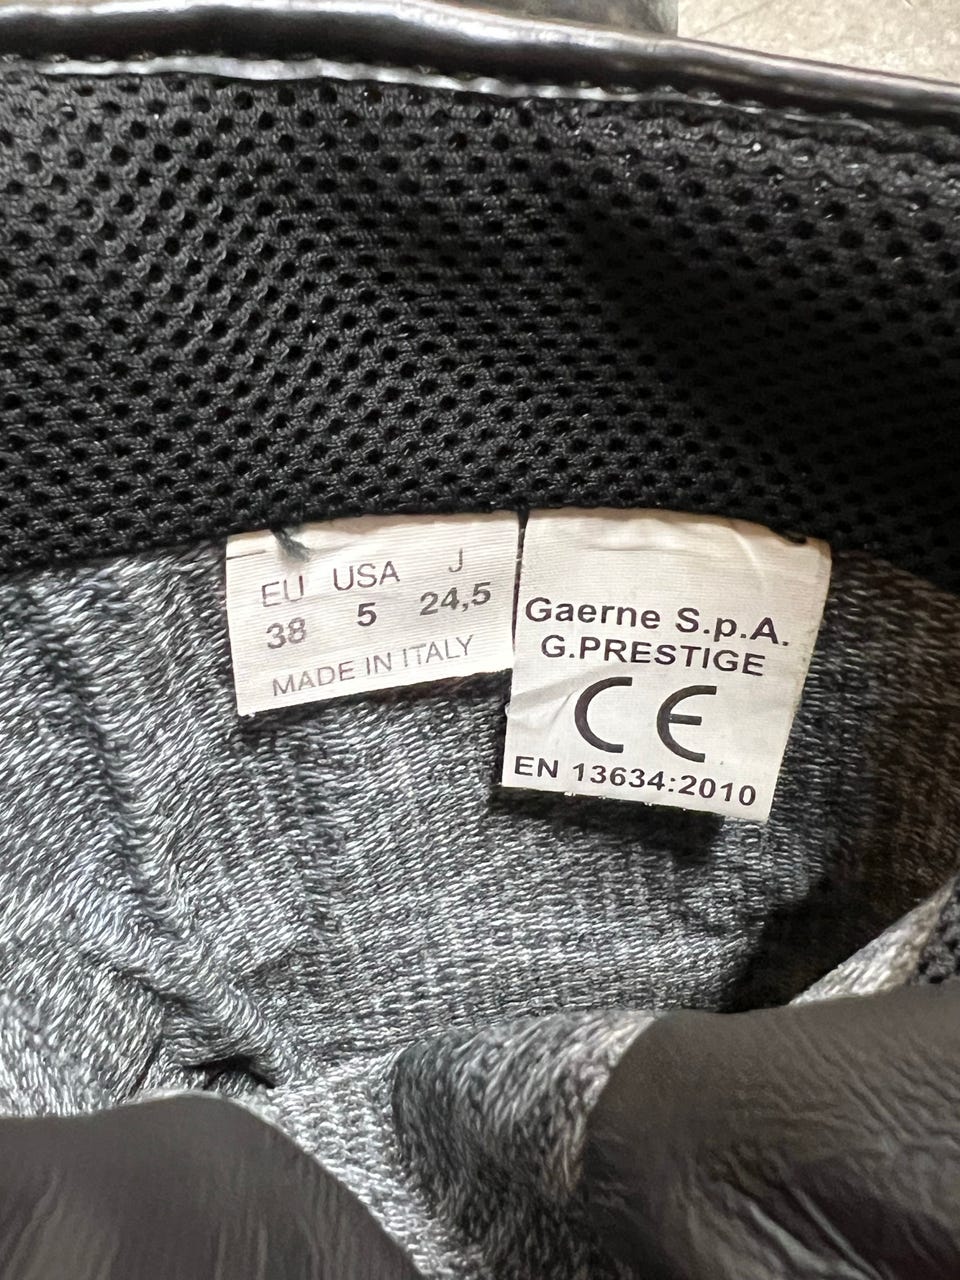 EU USA J
38 5 24,5
MADE IN ITALY
Gaerne S.p.A.
G.PRESTIGE
CE
EN 13634:2010